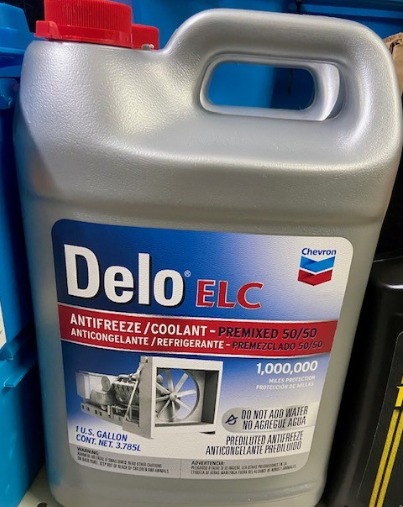 Chevron
Delo® ELC
ANTIFREEZE/COOLANT - PREMIXED 50/50
ANTICONGELANTE/REFRIGERANTE - PREMEZCLADO 50/50
1,000,000
MILES PROTECTION
PROTECCIÓN DE MILLAS
DO NOT ADD WATER
NO AGREGUE AGUA
1 U.S. GALLON
CONT. NET. 3.785L
PREDILUTED ANTIFREEZE
ANTICONGELANTE PREDILUIDO
WARNING:
ADVERTENCIA: